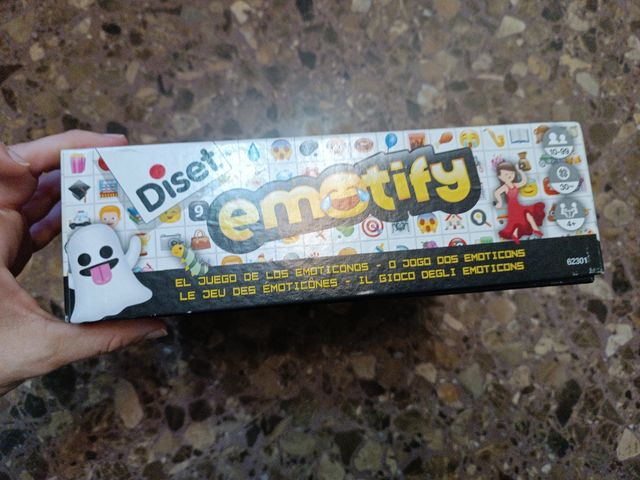 Diset
emotify
10-99
30'
4+
EL JUEGO DE LOS EMOTICONOS - O JOGO DOS EMOTICONS
LE JEU DES ÉMOTICÔNES - IL GIOCO DEGLI EMOTICONS
62301